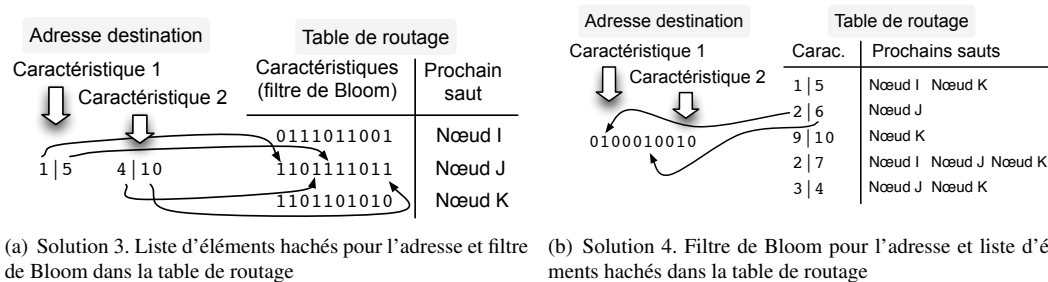 Adresse destination
Table de routage
Caractéristique 1
Caractéristique 2
Caractéristiques
(filtre de Bloom)
Prochain
saut
0111011001 Nœud I
1|5 4|10 1101111011 Nœud J
1101101010 Nœud K
(a) Solution 3. Liste d'éléments hachés pour l'adresse et filtre
de Bloom dans la table de routage
Adresse destination
Table de routage
Caractéristique 1
Caractéristique 2
0100010010
Carac. Prochains sauts
1|5 Nœud I Nœud K
2|6 Nœud J
9|10 Nœud K
2|7 Nœud I Nœud J Nœud K
3|4 Nœud J Nœud K
(b) Solution 4. Filtre de Bloom pour l'adresse et liste d'é
ments hachés dans la table de routage